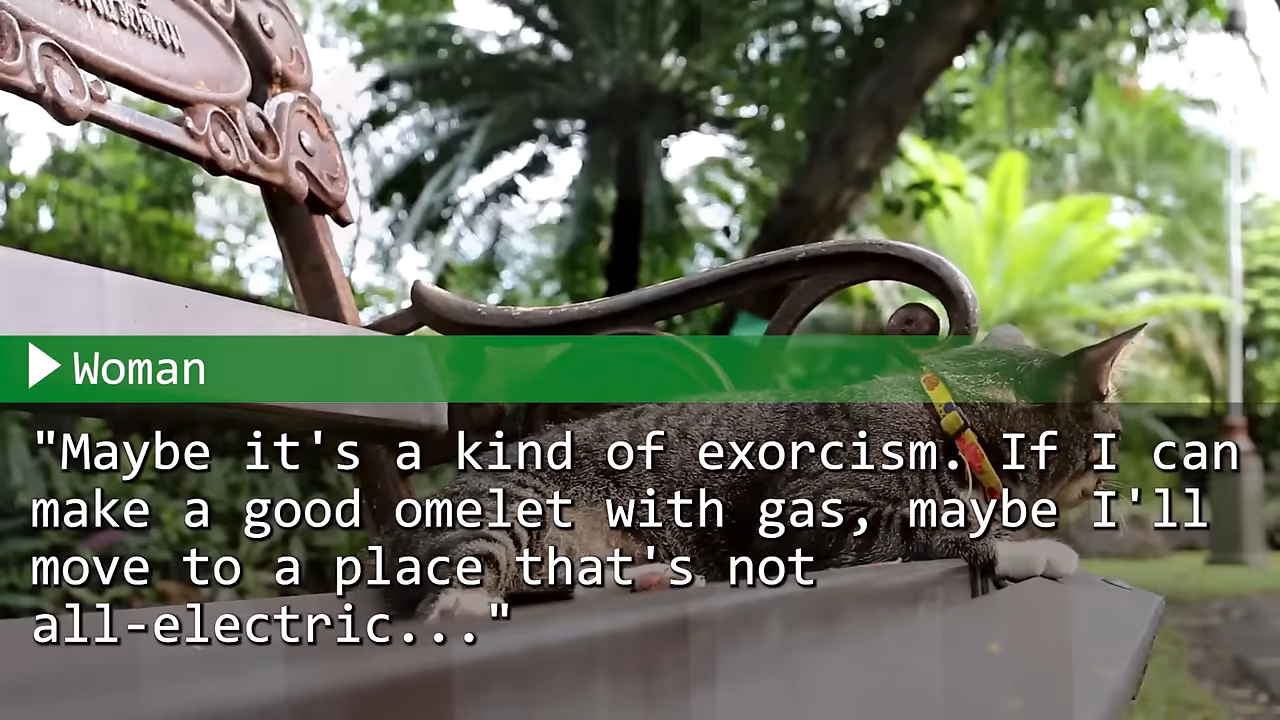 Woman
"Maybe it's a kind of exorcism. If I can
make a good omelet with gas, maybe I'll
move to a place that's not
all-electric..."